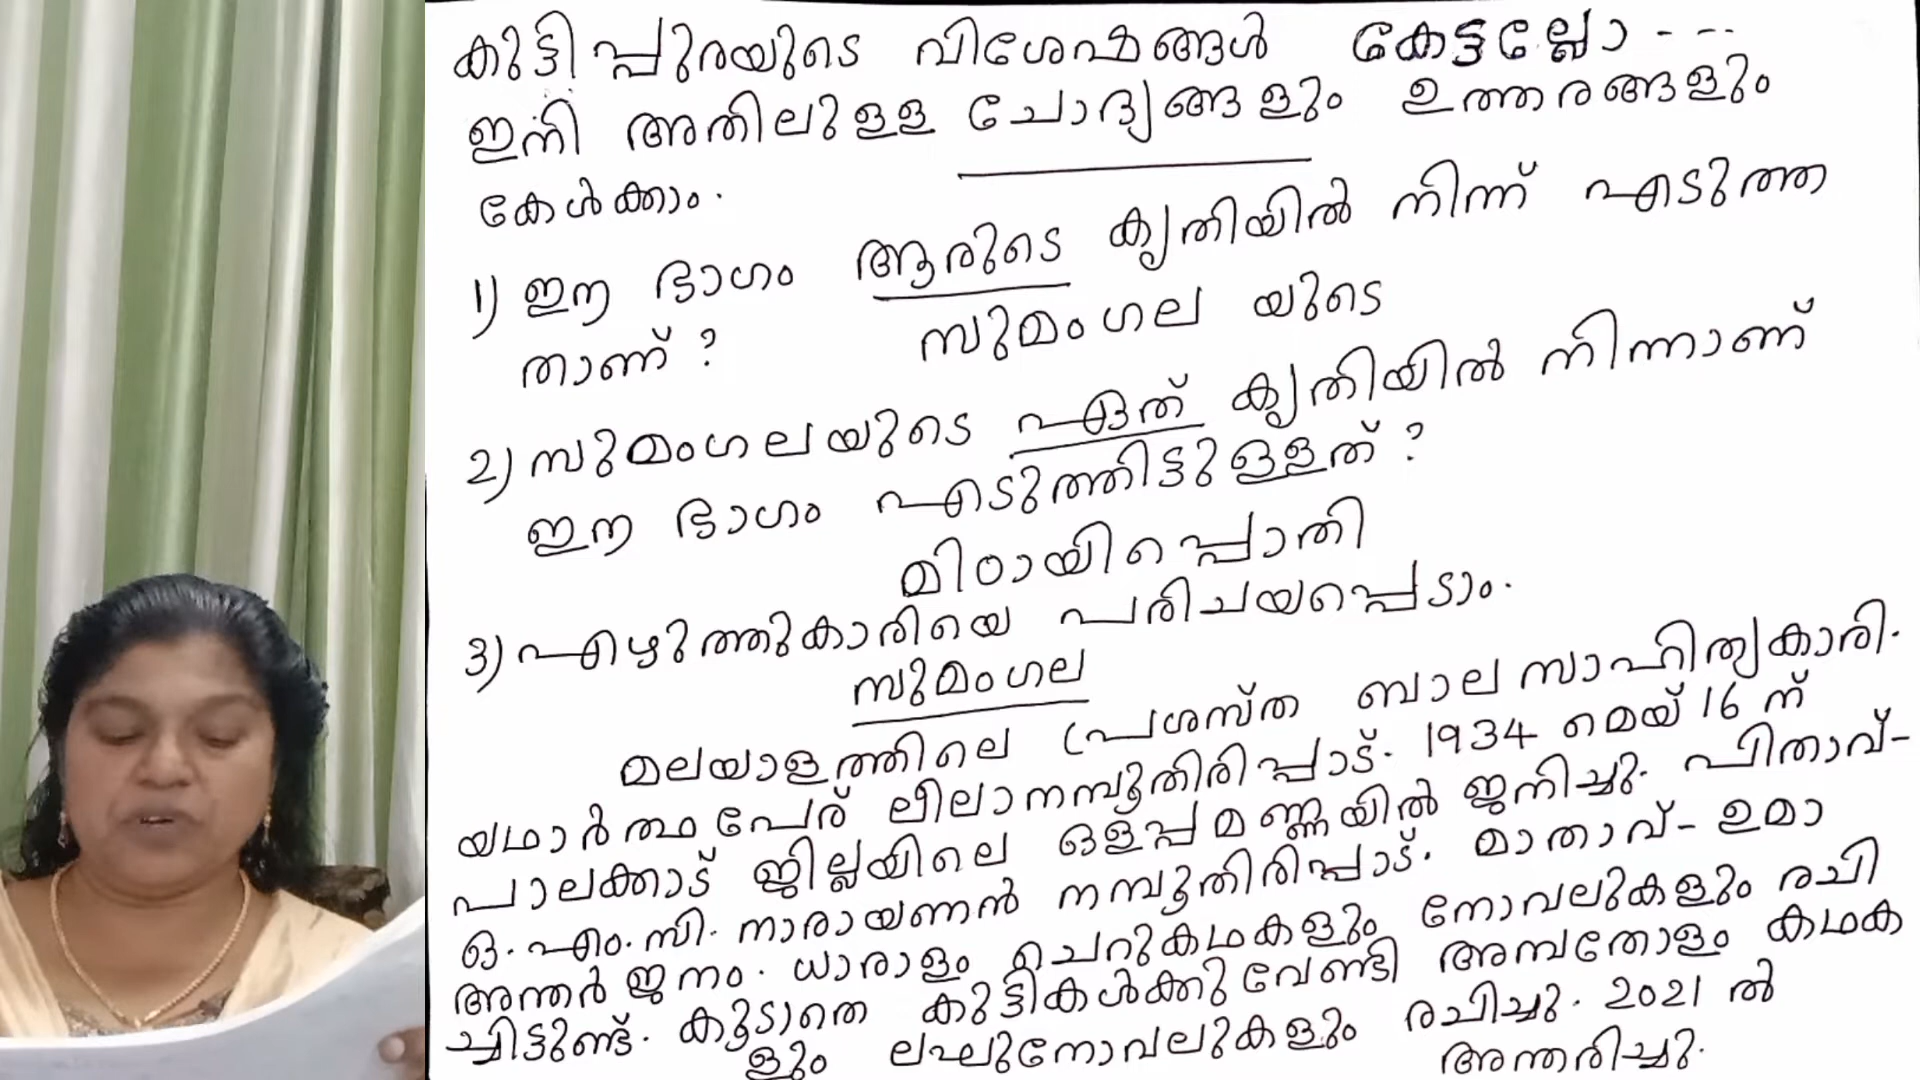 കുട്ടിപ്പുരയുടെ വിശേഷങ്ങൾ കേട്ടല്ലോ - - -
ഇനി അതിലുള്ള ചോദ്യങ്ങളും ഉത്തരങ്ങളും
കേൾക്കാം.
1) ഈ ഭാഗം ആരുടെ കൃതിയിൽ നിന്ന് എടുത്ത
താണ് ? സുമംഗല യുടെ
2) സുമംഗലയുടെ ഏത് കൃതിയിൽ നിന്നാണ്
ഈ ഭാഗം എടുത്തിട്ടുള്ളത് ?
മിഠായിപ്പൊതി
3) എഴുത്തുകാരിയെ പരിചയപ്പെടാം.
സുമംഗല
മലയാളത്തിലെ പ്രശസ്ത ബാല സാഹിത്യകാരി.
യഥാർത്ഥ പേര് ലീലാനമ്പൂതിരിപ്പാട്. 1934 മെയ് 16 ന്
പാലക്കാട് ജില്ലയിലെ ഒളപ്പമണ്ണയിൽ ജനിച്ചു. പിതാവ്-
ഒ.എം.സി. നാരായണൻ നമ്പൂതിരിപ്പാട്. മാതാവ്- ഉമാ
അന്തർജനം. ധാരാളം ചെറുകഥകളും നോവലുകളും രചി
ച്ചിട്ടുണ്ട്. കൂടാതെ കുട്ടികൾക്കുവേണ്ടി അമ്പതോളം കഥക
ളും ലഘുനോവലുകളും രചിച്ചു. 2021 ൽ
അന്തരിച്ചു.